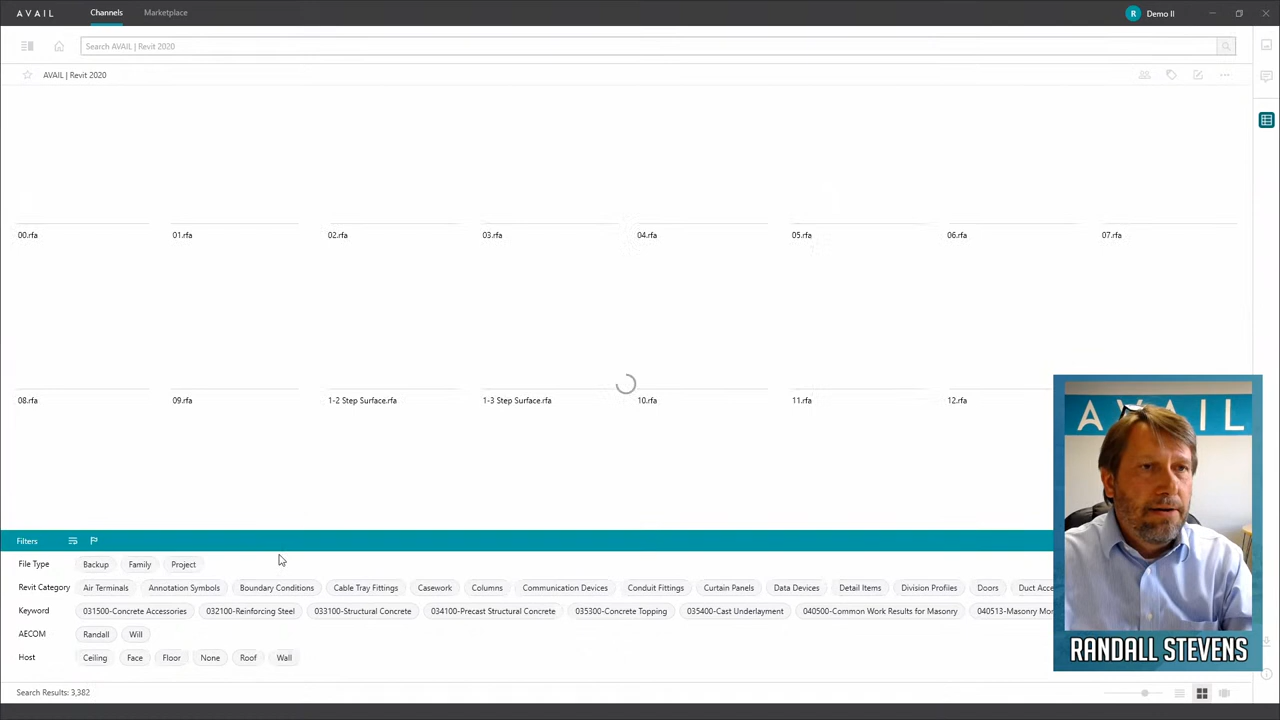 AVAIL Channels Marketplace R Demo II
Search AVAIL | Revit 2020
AVAIL | Revit 2020
00.rfa 01.rfa 02.rfa 03.rfa 04.rfa 05.rfa 06.rfa 07.rfa
08.rfa 09.rfa 1-2 Step Surface.rfa 1-3 Step Surface.rfa 10.rfa 11.rfa 12.rfa
AVAIL
Filters
File Type Backup Family Project
Revit Category Air Terminals Annotation Symbols Boundary Conditions Cable Tray Fittings Casework Columns Communication Devices Conduit Fittings Curtain Panels Data Devices Detail Items Division Profiles Doors Duct Acce
Keyword 031500-Concrete Accessories 032100-Reinforcing Steel 033100-Structural Concrete 034100-Precast Structural Concrete 035300-Concrete Topping 035400-Cast Underlayment 040500-Common Work Results for Masonry 040513-Masonry Mor
AECOM Randall Will
Host Ceiling Face Floor None Roof Wall
RANDALL STEVENS
Search Results: 3,382